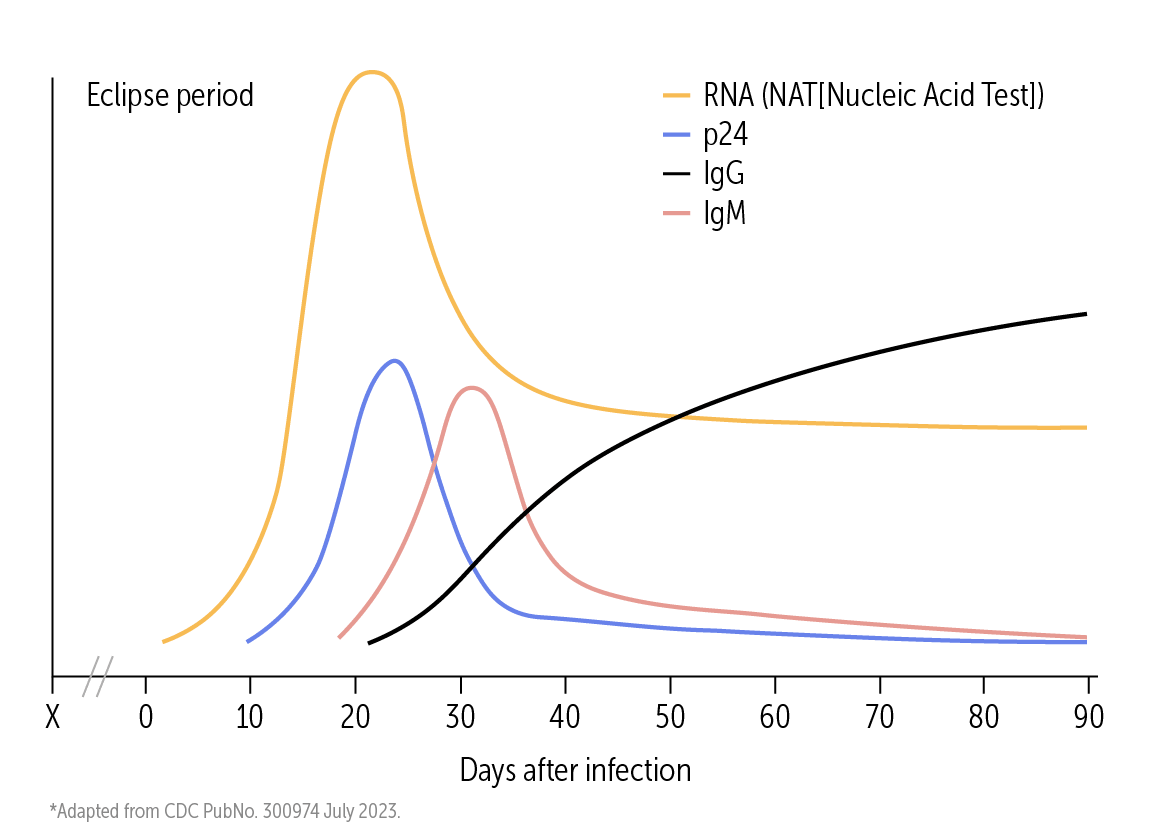 Eclipse period
RNA (NAT[Nucleic Acid Test])
p24
IgG
IgM
X 0 10 20 30 40 50 60 70 80 90
Days after infection
*Adapted from CDC PubNo. 300974 July 2023.